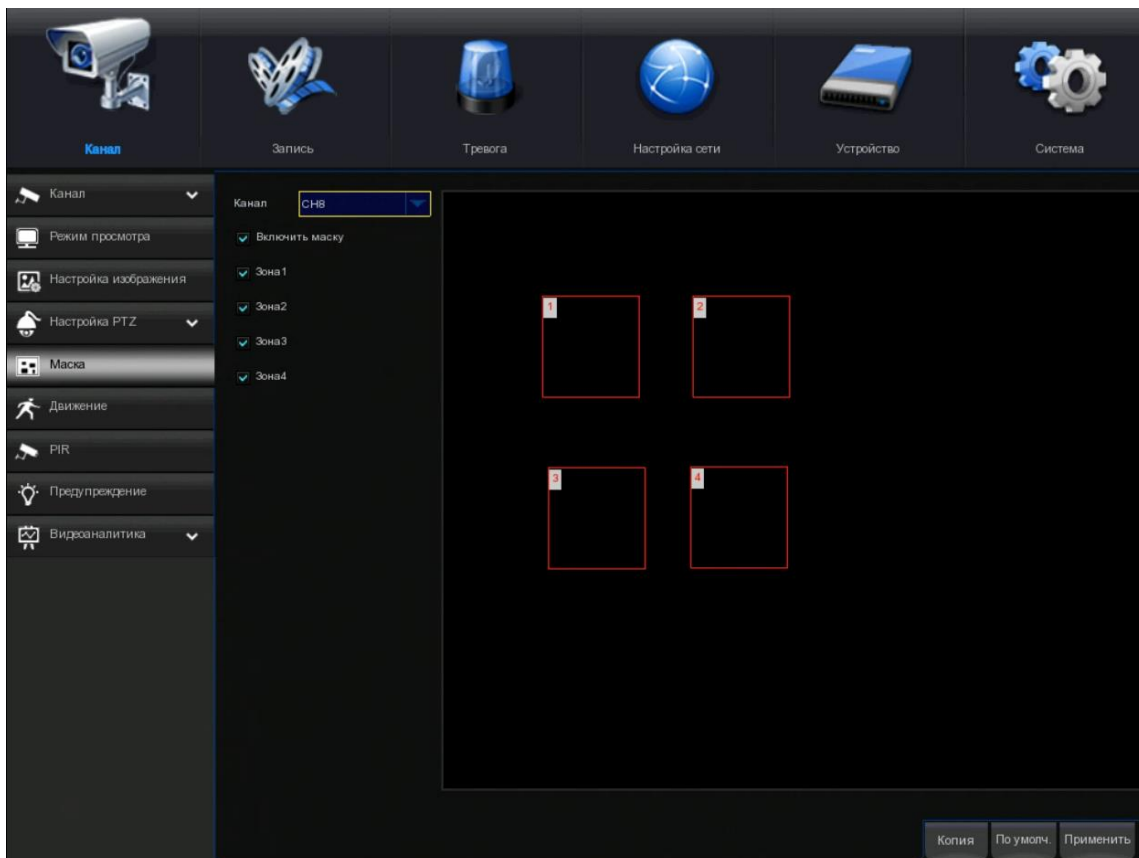 Канал
Запись
Тревога
Настройка сети
Устройство
Система
Канал
Режим просмотра
Настройка изображения
Настройка PTZ
Маска
Движение
PIR
Предупреждение
Видеоаналитика
Канал CH8
Включить маску
Зона1
Зона2
Зона3
Зона4
1 2
3 4
Копия По умолч. Применить